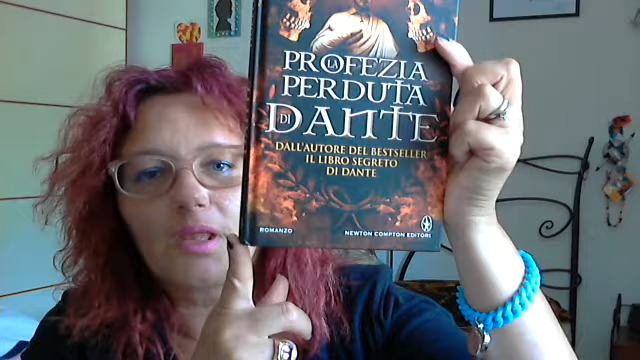 LA
PROFEZIA
PERDUTA
DI
DANTE
DALL'AUTORE DEL BESTSELLER
IL LIBRO SEGRETO
DI DANTE
ROMANZO
NEWTON COMPTON EDITORI